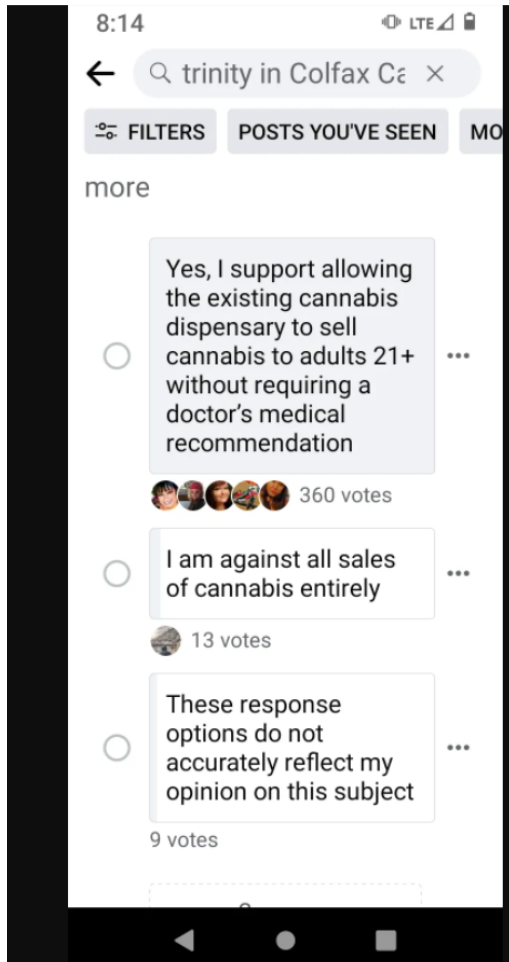 8:14 LTE
trinity in Colfax Ca
FILTERS POSTS YOU'VE SEEN MO
more
Yes, I support allowing
the existing cannabis
dispensary to sell
cannabis to adults 21+
without requiring a
doctor's medical
recommendation
360 votes
I am against all sales
of cannabis entirely
13 votes
These response
options do not
accurately reflect my
opinion on this subject
9 votes